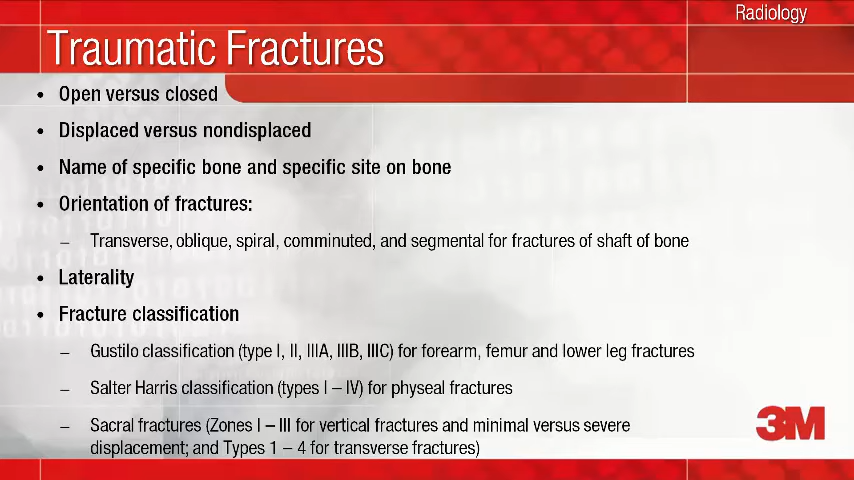 Radiology
Traumatic Fractures
• Open versus closed
• Displaced versus nondisplaced
• Name of specific bone and specific site on bone
• Orientation of fractures:
– Transverse, oblique, spiral, comminuted, and segmental for fractures of shaft of bone
• Laterality
• Fracture classification
– Gustilo classification (type I, II, IIIA, IIIB, IIIC) for forearm, femur and lower leg fractures
– Salter Harris classification (types I – IV) for physeal fractures
– Sacral fractures (Zones I – III for vertical fractures and minimal versus severe
displacement; and Types 1 – 4 for transverse fractures)
3M